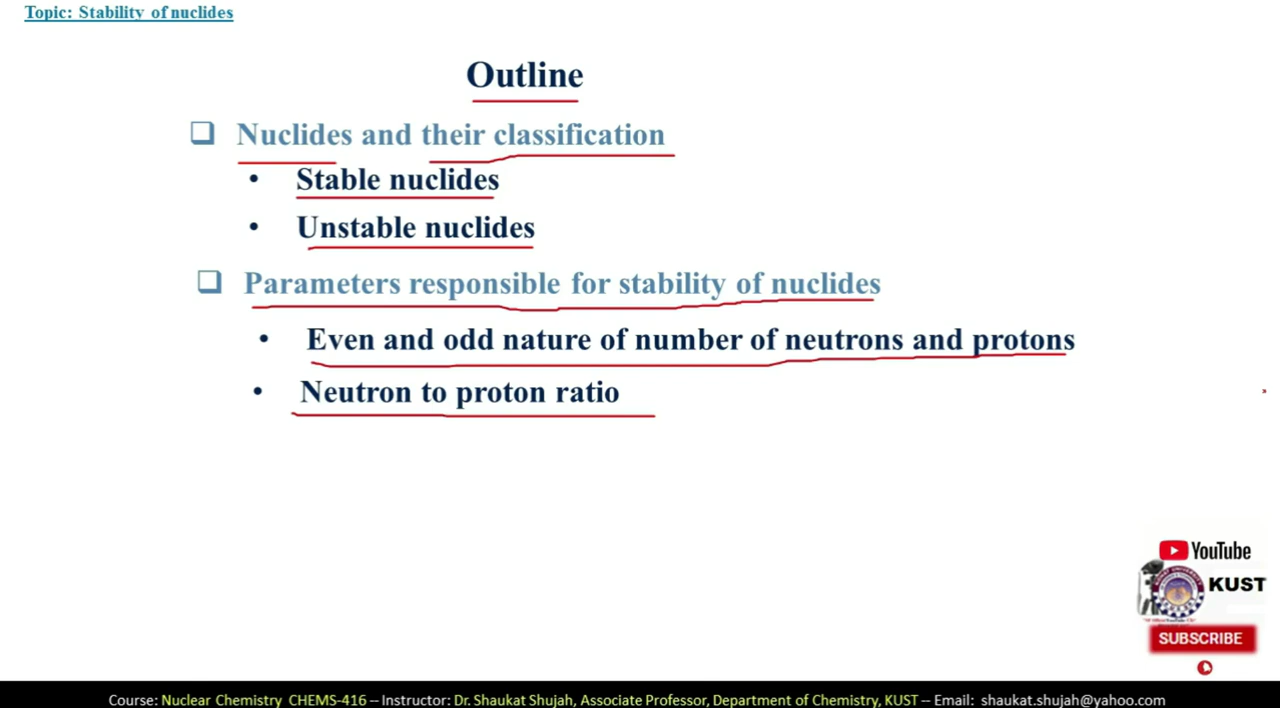 Topic: Stability of nuclides
Outline
Nuclides and their classification
• Stable nuclides
• Unstable nuclides
Parameters responsible for stability of nuclides
• Even and odd nature of number of neutrons and protons
• Neutron to proton ratio
YouTube
KUST
SUBSCRIBE
Course: Nuclear Chemistry CHEMS-416 -- Instructor: Dr. Shaukat Shujah, Associate Professor, Department of Chemistry, KUST -- Email: shaukat.shujah@yahoo.com